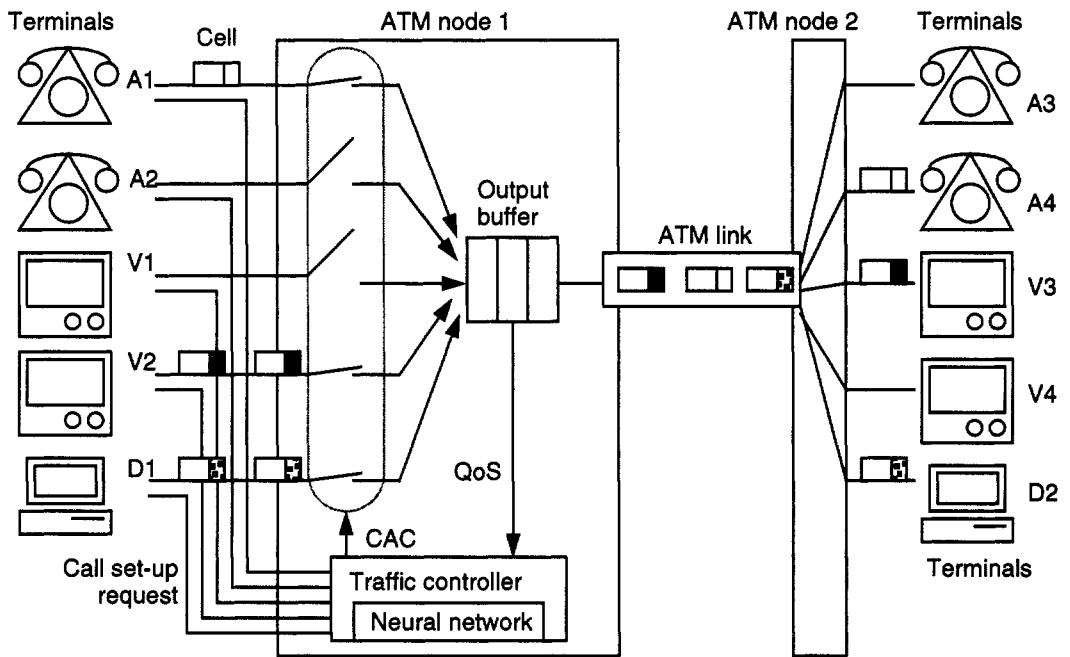 Terminals
ATM node 1
ATM node 2
Terminals
Cell
A1
A3
A2
Output
buffer
A4
ATM link
V1
V3
V2
V4
D1
QoS
D2
CAC
Call set-up
request
Traffic controller
Terminals
Neural network